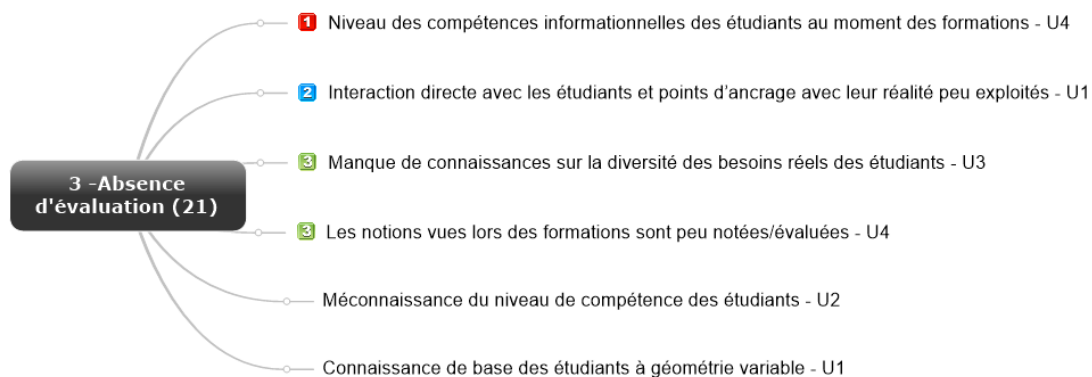 1 Niveau des compétences informationnelles des étudiants au moment des formations - U4
2 Interaction directe avec les étudiants et points d’ancrage avec leur réalité peu exploités - U1
3 Manque de connaissances sur la diversité des besoins réels des étudiants - U3
3 -Absence
d'évaluation (21)
3 Les notions vues lors des formations sont peu notées/évaluées - U4
Méconnaissance du niveau de compétence des étudiants - U2
Connaissance de base des étudiants à géométrie variable - U1